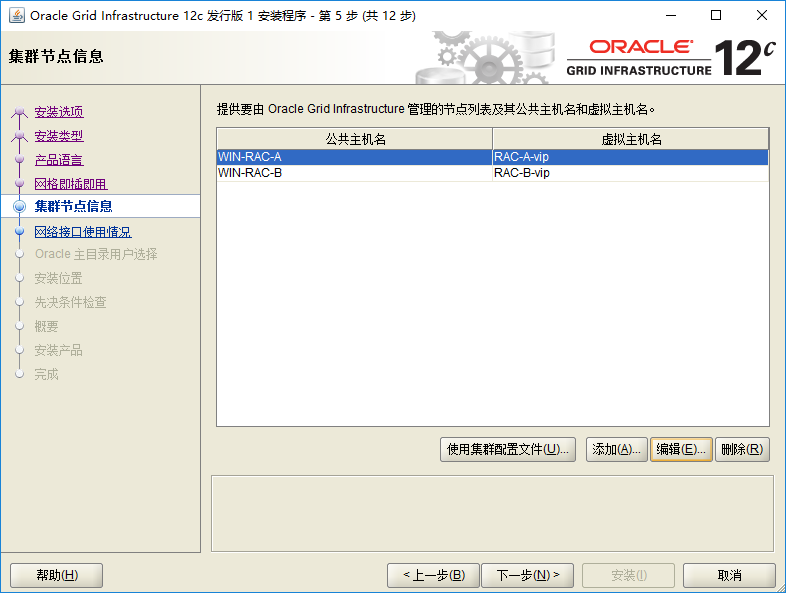 Oracle Grid Infrastructure 12c 发行版 1 安装程序 - 第 5 步 (共 12 步)
集群节点信息
ORACLE® 12c
GRID INFRASTRUCTURE
安装选项
安装类型
产品语言
网格即插即用
集群节点信息
网络接口使用情况
Oracle 主目录用户选择
安装位置
先决条件检查
概要
安装产品
完成
提供要由 Oracle Grid Infrastructure 管理的节点列表及其公共主机名和虚拟主机名。
公共主机名 虚拟主机名
WIN-RAC-A RAC-A-vip
WIN-RAC-B RAC-B-vip
使用集群配置文件(U)... 添加(A)... 编辑(E)... 删除(R)
帮助(H) < 上一步(B) 下一步(N) > 安装(I) 取消